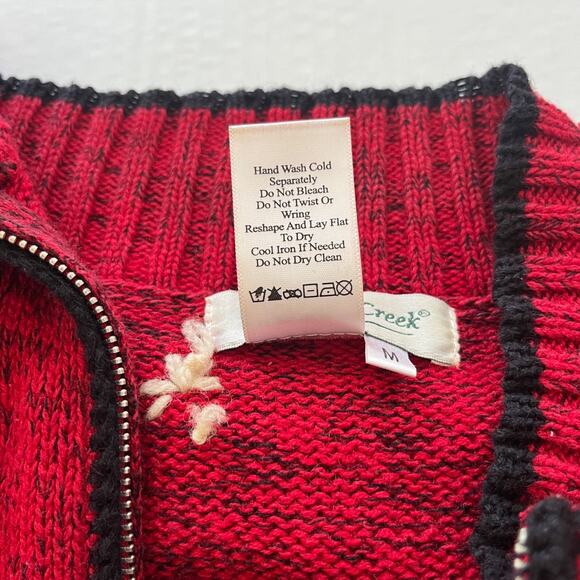 Hand Wash Cold
Separately
Do Not Bleach
Do Not Twist Or
Wring
Reshape And Lay Flat
To Dry
Cool Iron If Needed
Do Not Dry Clean
Creek®
M